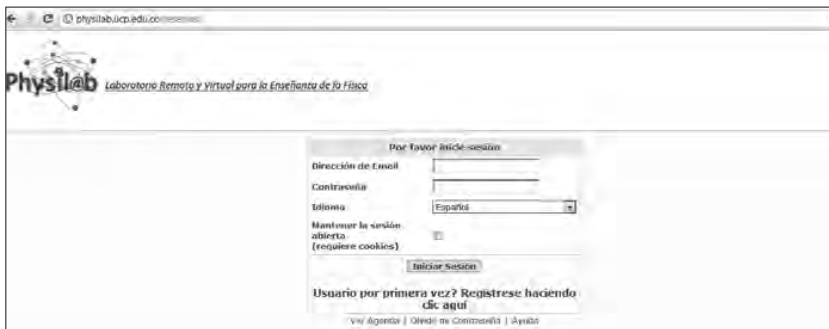 physilab.ucp.edu.co/reservas/
Physil@b Laboratorio Remoto y Virtual para la Enseñanza de la Física
Por favor inicie sesión
Dirección de Email
Contraseña
Idioma Español
Mantener la sesión
abierta
(requiere cookies)
Iniciar Sesión
Usuario por primera vez? Registrese haciendo
clic aquí
Ver Agenda | Olvidé mi Contraseña | Ayuda